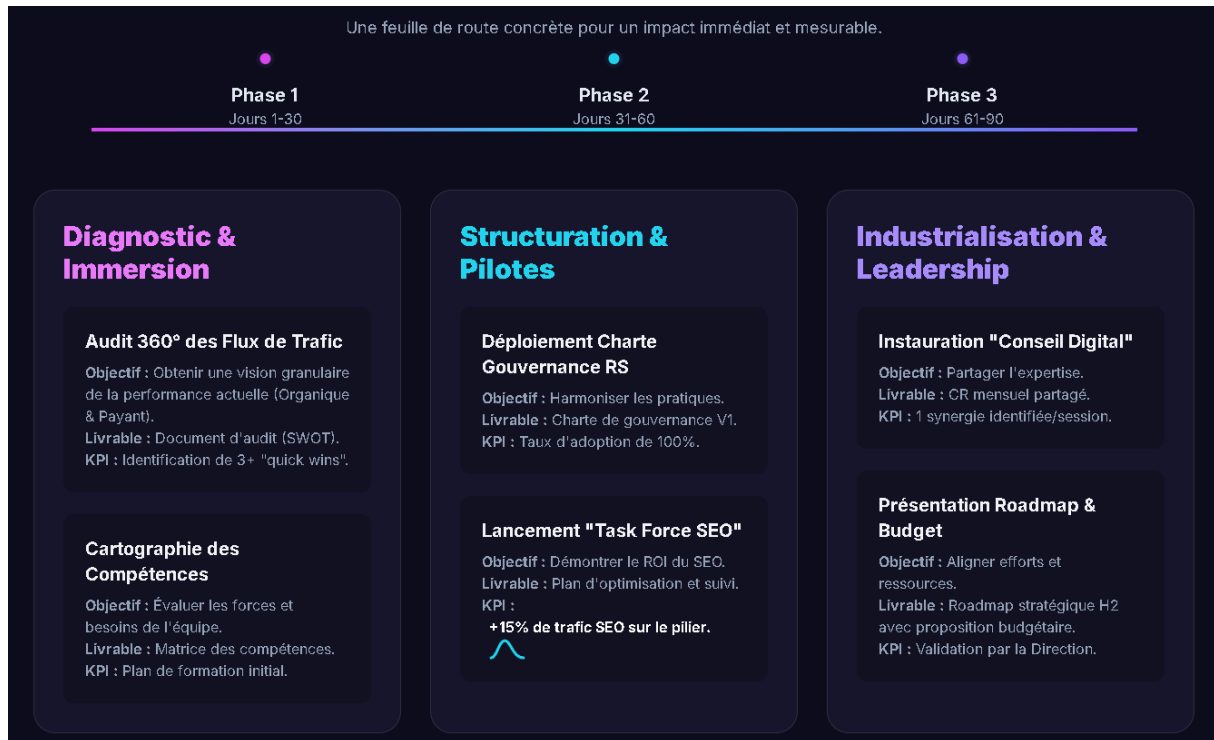 Une feuille de route concrète pour un impact immédiat et mesurable.
Phase 1
Jours 1-30
Phase 2
Jours 31-60
Phase 3
Jours 61-90
Diagnostic &
Immersion
Audit 360° des Flux de Trafic
Objectif : Obtenir une vision granulaire
de la performance actuelle (Organique
& Payant).
Livrable : Document d'audit (SWOT).
KPI : Identification de 3+ "quick wins".
Cartographie des
Compétences
Objectif : Évaluer les forces et
besoins de l'équipe.
Livrable : Matrice des compétences.
KPI : Plan de formation initial.
Structuration &
Pilotes
Déploiement Charte
Gouvernance RS
Objectif : Harmoniser les pratiques.
Livrable : Charte de gouvernance V1.
KPI : Taux d'adoption de 100%.
Lancement "Task Force SEO"
Objectif : Démontrer le ROI du SEO.
Livrable : Plan d'optimisation et suivi.
KPI :
+15% de trafic SEO sur le pilier.
Industrialisation &
Leadership
Instauration "Conseil Digital"
Objectif : Partager l'expertise.
Livrable : CR mensuel partagé.
KPI : 1 synergie identifiée/session.
Présentation Roadmap &
Budget
Objectif : Aligner efforts et
ressources.
Livrable : Roadmap stratégique H2
avec proposition budgétaire.
KPI : Validation par la Direction.